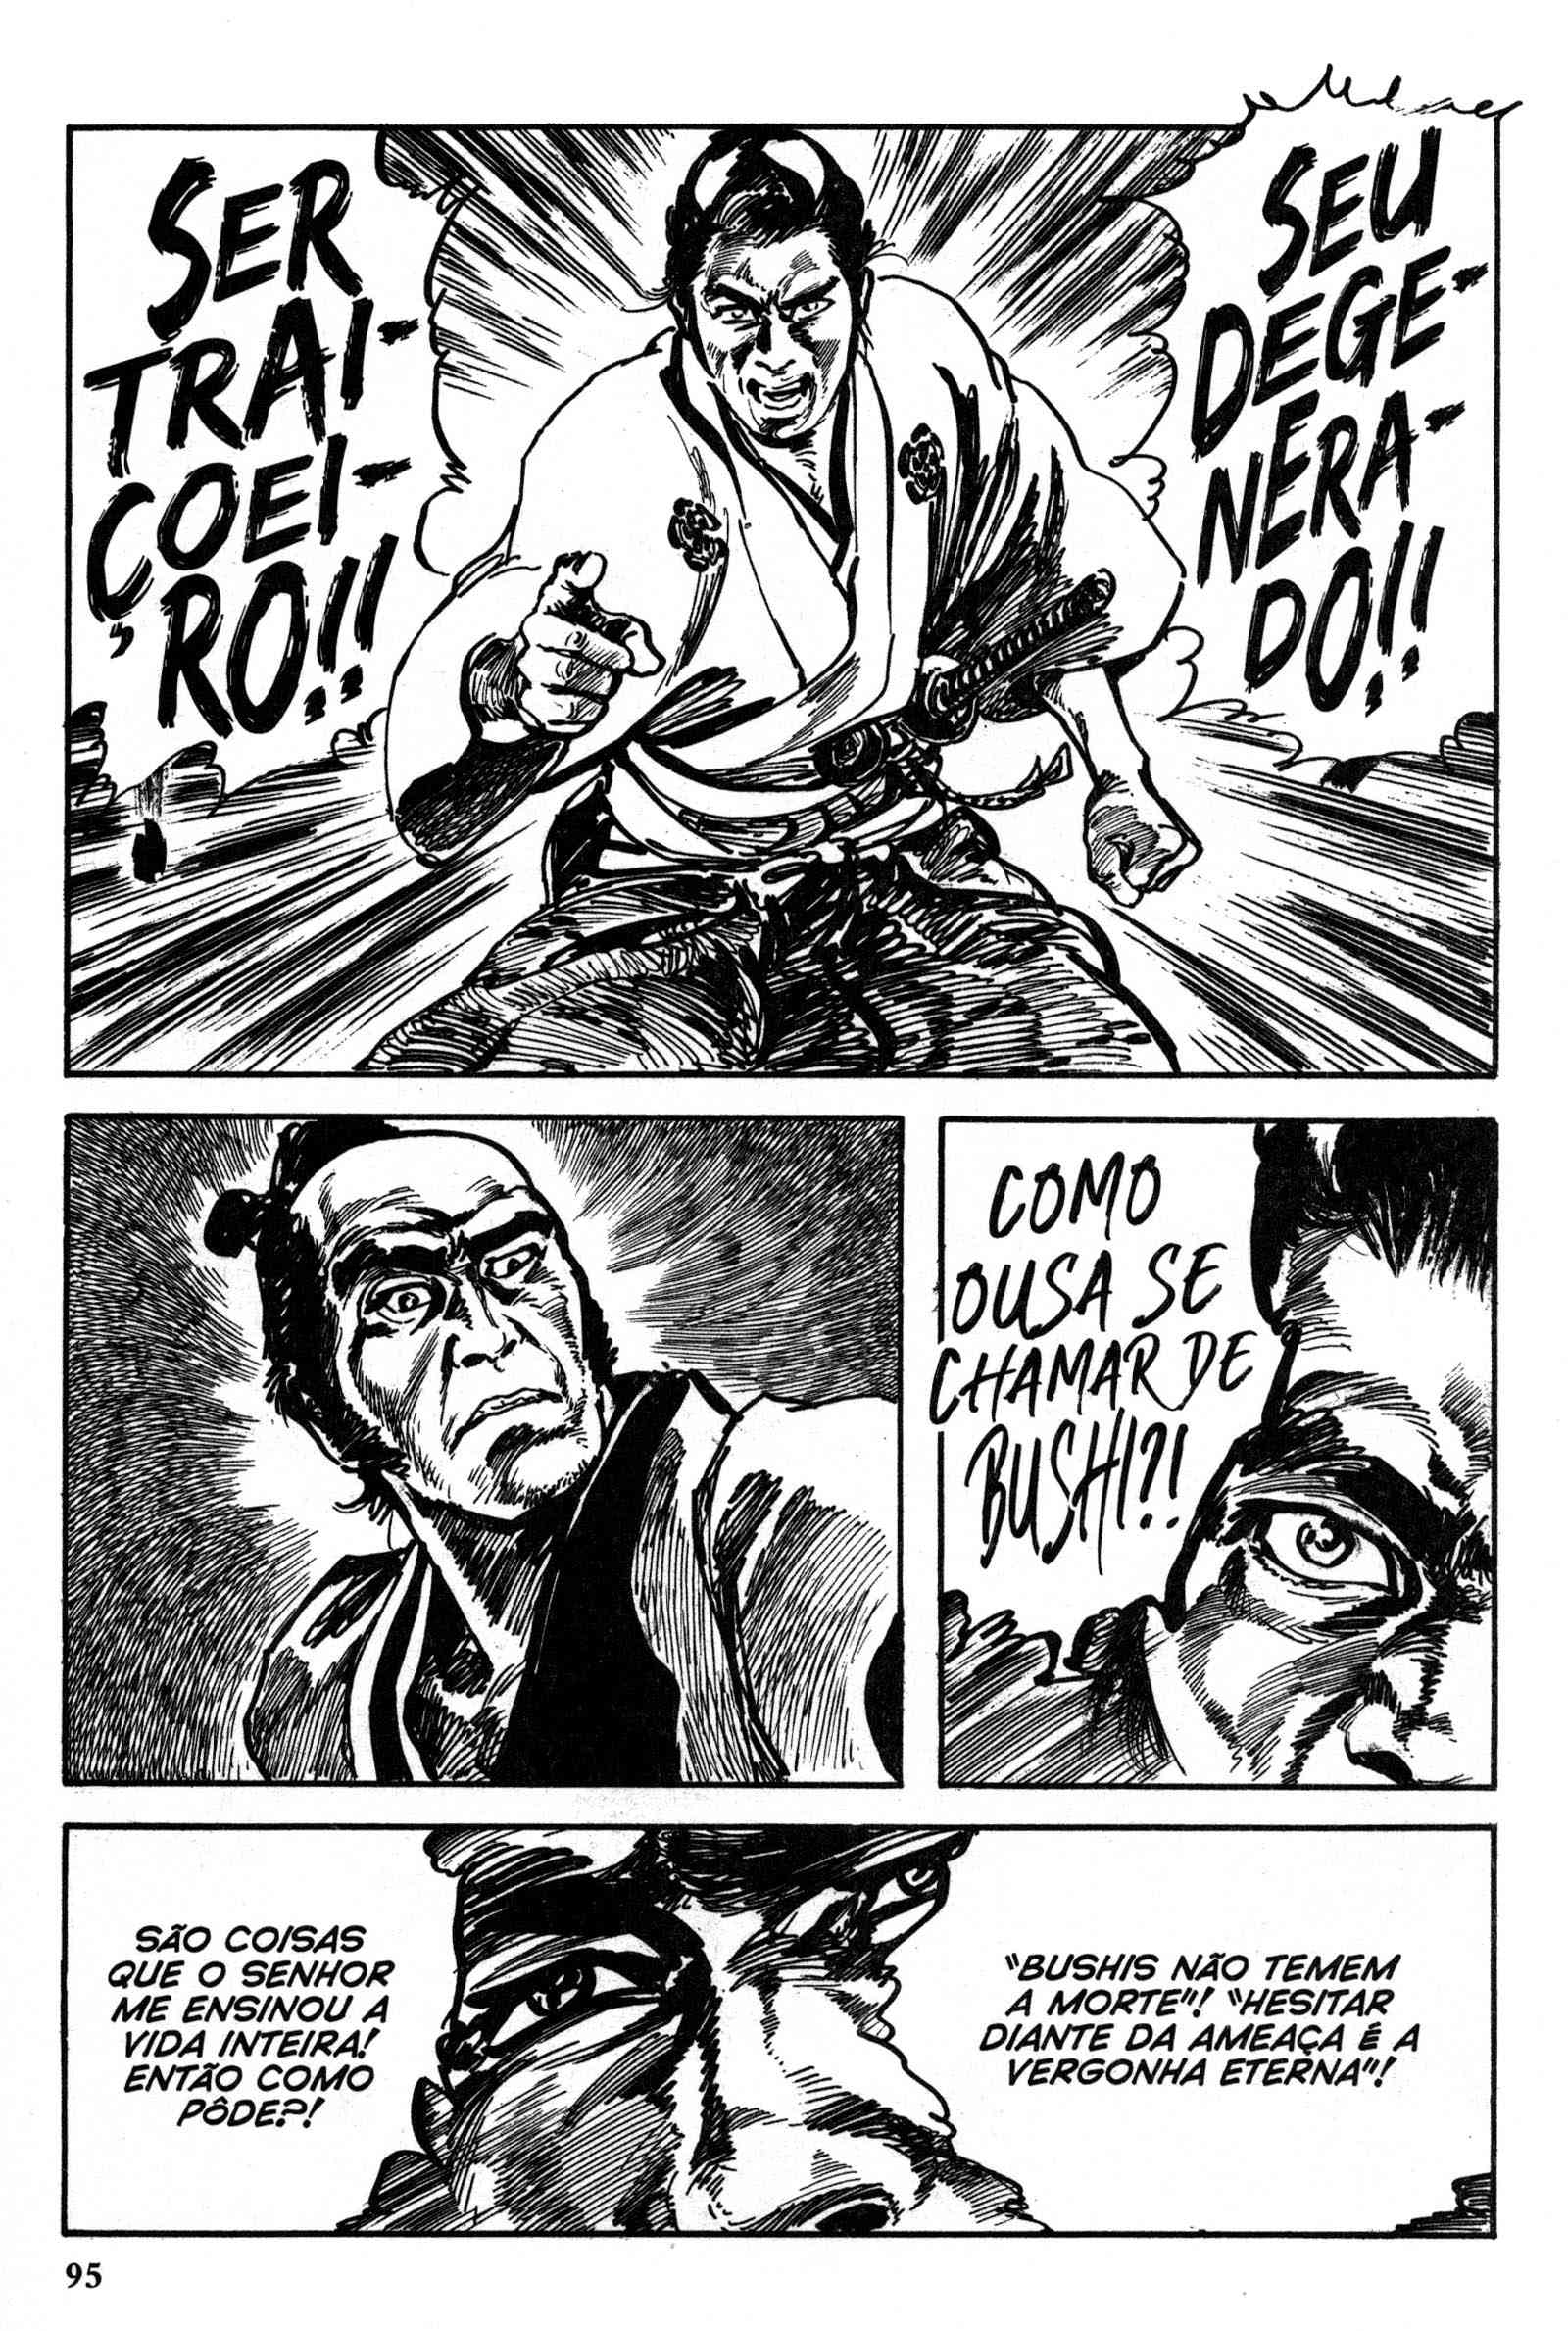 SEU
DEGE-
NERA-
DO!!
SER
TRAI-
ÇOEI-
RO!!
COMO
OUSA SE
CHAMAR DE
BUSHI?!
"BUSHIS NÃO TEMEM
A MORTE"! "HESITAR
DIANTE DA AMEAÇA É A
VERGONHA ETERNA"!
SÃO COISAS
QUE O SENHOR
ME ENSINOU A
VIDA INTEIRA!
ENTÃO COMO
PÔDE?!
95